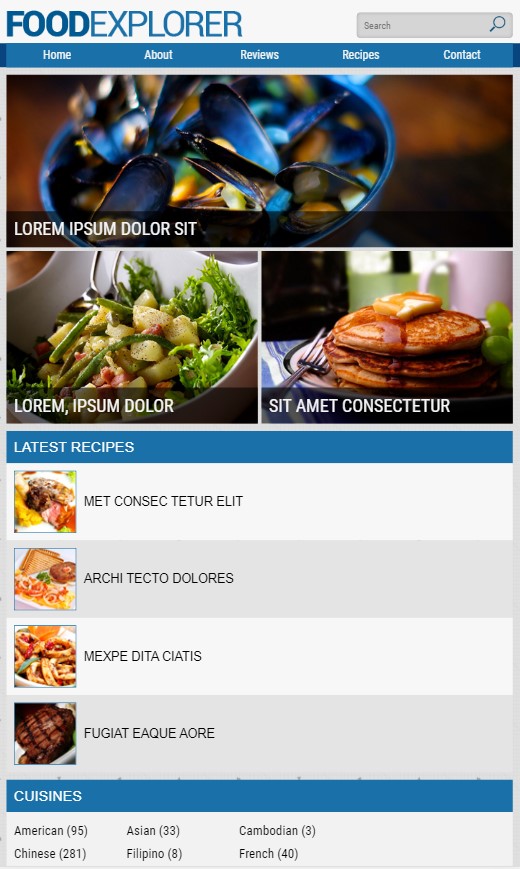 FOODEXPLORER
Search
Home About Reviews Recipes Contact
LOREM IPSUM DOLOR SIT
LOREM, IPSUM DOLOR
SIT AMET CONSECTETUR
LATEST RECIPES
MET CONSEC TETUR ELIT
ARCHI TECTO DOLORES
MEXPE DITA CIATIS
FUGIAT EAQUE AORE
CUISINES
American (95) Asian (33) Cambodian (3)
Chinese (281) Filipino (8) French (40)